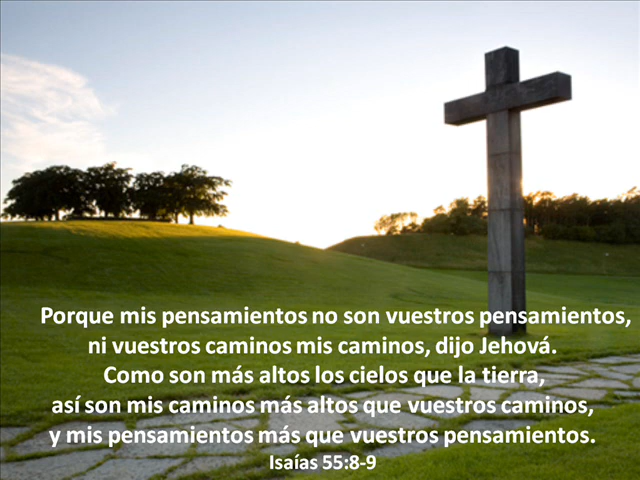 Porque mis pensamientos no son vuestros pensamientos,
ni vuestros caminos mis caminos, dijo Jehová.
Como son más altos los cielos que la tierra,
así son mis caminos más altos que vuestros caminos,
y mis pensamientos más que vuestros pensamientos.
Isaías 55:8-9